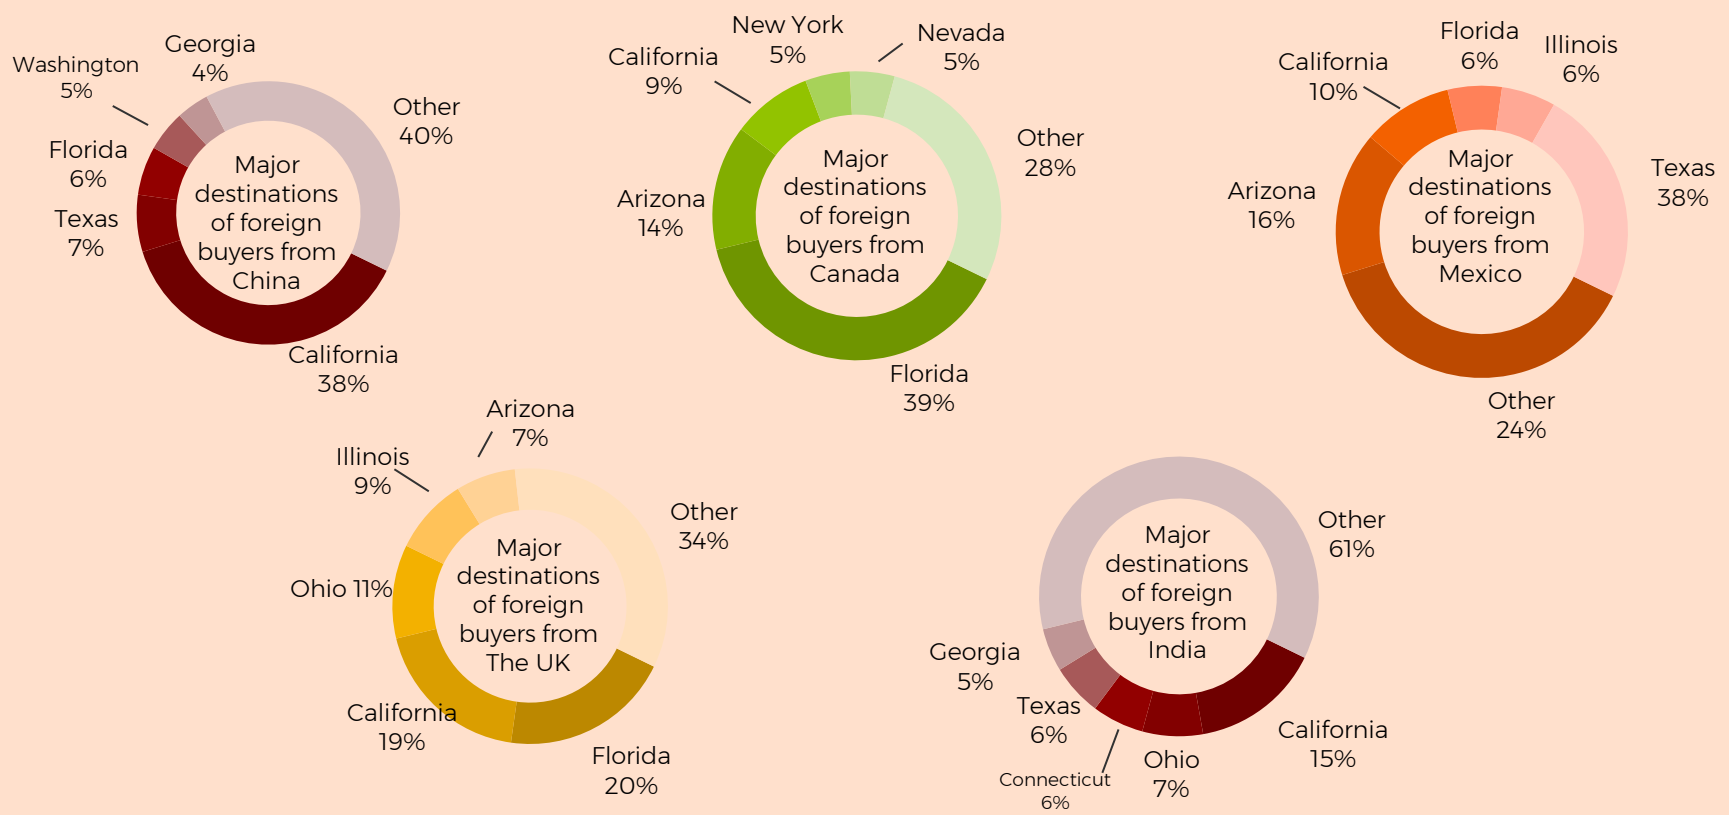 Georgia
4%
Washington
5%
Other
40%
Florida
6%
Texas
7%
Major
destinations
of foreign
buyers from
China
California
38%
New York
5%
Nevada
5%
California
9%
Other
28%
Arizona
14%
Major
destinations
of foreign
buyers from
Canada
Florida
39%
Florida
6%
Illinois
6%
California
10%
Texas
38%
Arizona
16%
Major
destinations
of foreign
buyers from
Mexico
Other
24%
Arizona
7%
Illinois
9%
Other
34%
Ohio 11%
Major
destinations
of foreign
buyers from
The UK
California
19%
Florida
20%
Other
61%
Major
destinations
of foreign
buyers from
India
Georgia
5%
Texas
6%
Connecticut
6%
Ohio
7%
California
15%